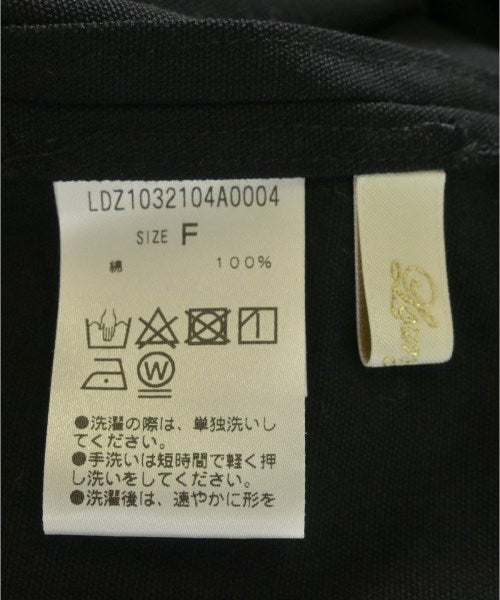 LDZ1032104A0004
SIZE F
綿 100%
W
●洗濯の際は、単独洗いし
てください。
●手洗いは短時間で軽く押
し洗いをしてください。
●洗濯後は、速やかに形を